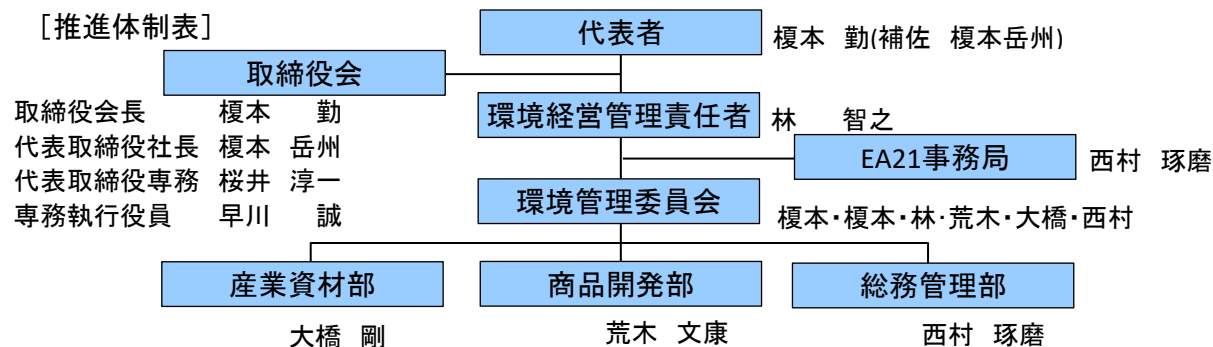 ［推進体制表］
代表者
榎本　勤(補佐　榎本岳州)
取締役会
取締役会長　榎本　勤
代表取締役社長　榎本　岳州
代表取締役専務　桜井　淳一
専務執行役員　早川　誠
環境経営管理責任者
林　智之
EA21事務局
西村　琢磨
環境管理委員会
榎本・榎本・林・荒木・大橋・西村
産業資材部
商品開発部
総務管理部
大橋　剛
荒木　文康
西村　琢磨